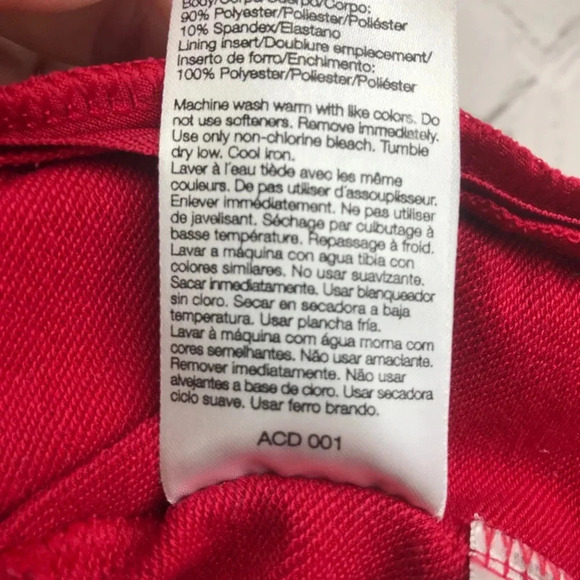 Body/Corps/Cuerpo/Corpo:
90% Polyester/Poliester/Poliéster
10% Spandex/Elastano
Lining insert/Doublure emplacement/
Inserto de forro/Enchimento:
100% Polyester/Poliester/Poliéster
Machine wash warm with like colors. Do
not use softeners. Remove immediately.
Use only non-chlorine bleach. Tumble
dry low. Cool iron.
Laver à l'eau tiède avec les même
couleurs. De pas utiliser d'assouplisseur.
Enlever immédiatement. Ne pas utiliser
de javelisant. Séchage par culbutage à
basse température. Repassage à froid.
Lavar a máquina con agua tibia con
colores similares. No usar suavizante.
Sacar inmediatamente. Usar blanqueador
sin cloro. Secar en secadora a baja
temperatura. Usar plancha fría.
Lavar à máquina com água morna com
cores semelhantes. Não usar amaciante.
Remover imediatamente. Não usar
alvejantes a base de cloro. Usar secadora
ciclo suave. Usar ferro brando.
ACD 001